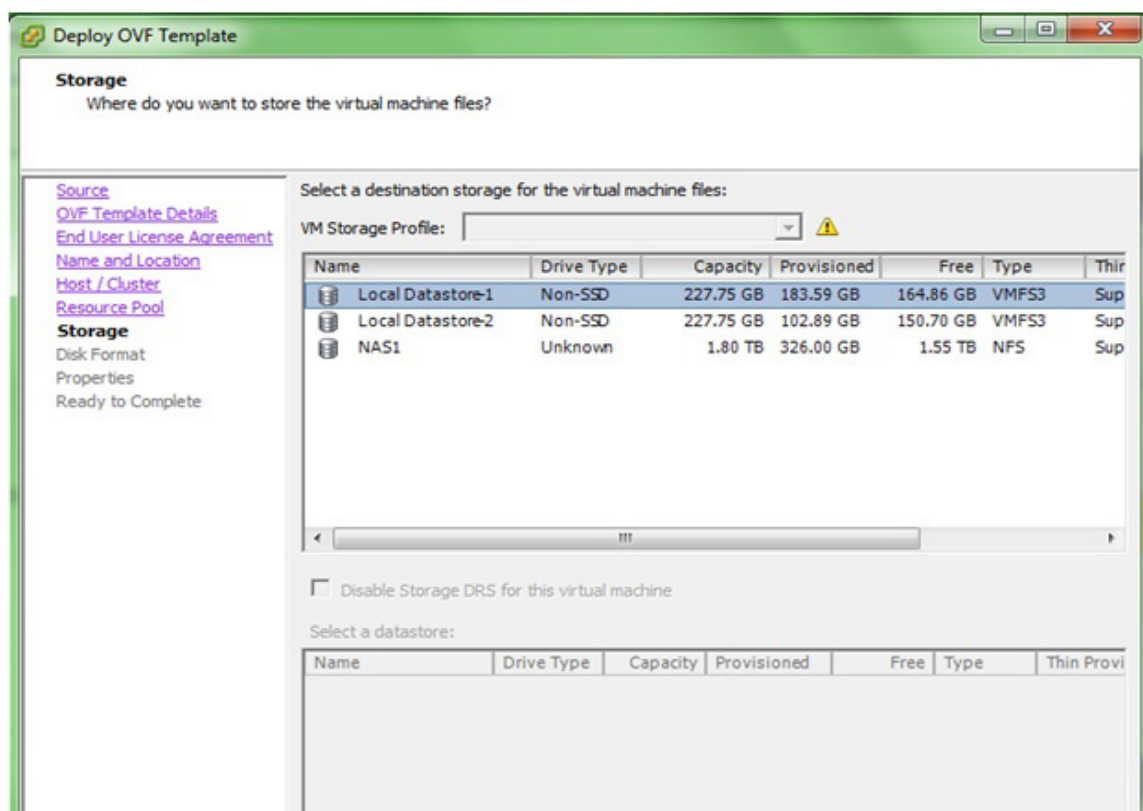 Deploy OVF Template
Storage
Where do you want to store the virtual machine files?
Source
OVF Template Details
End User License Agreement
Name and Location
Host / Cluster
Resource Pool
Storage
Disk Format
Properties
Ready to Complete
Select a destination storage for the virtual machine files:
VM Storage Profile:
Name Drive Type Capacity Provisioned Free Type Thir
Local Datastore-1 Non-SSD 227.75 GB 183.59 GB 164.86 GB VMFS3 Sup
Local Datastore-2 Non-SSD 227.75 GB 102.89 GB 150.70 GB VMFS3 Sup
NAS1 Unknown 1.80 TB 326.00 GB 1.55 TB NFS Sup
Disable Storage DRS for this virtual machine
Select a datastore:
Name Drive Type Capacity Provisioned Free Type Thin Provi